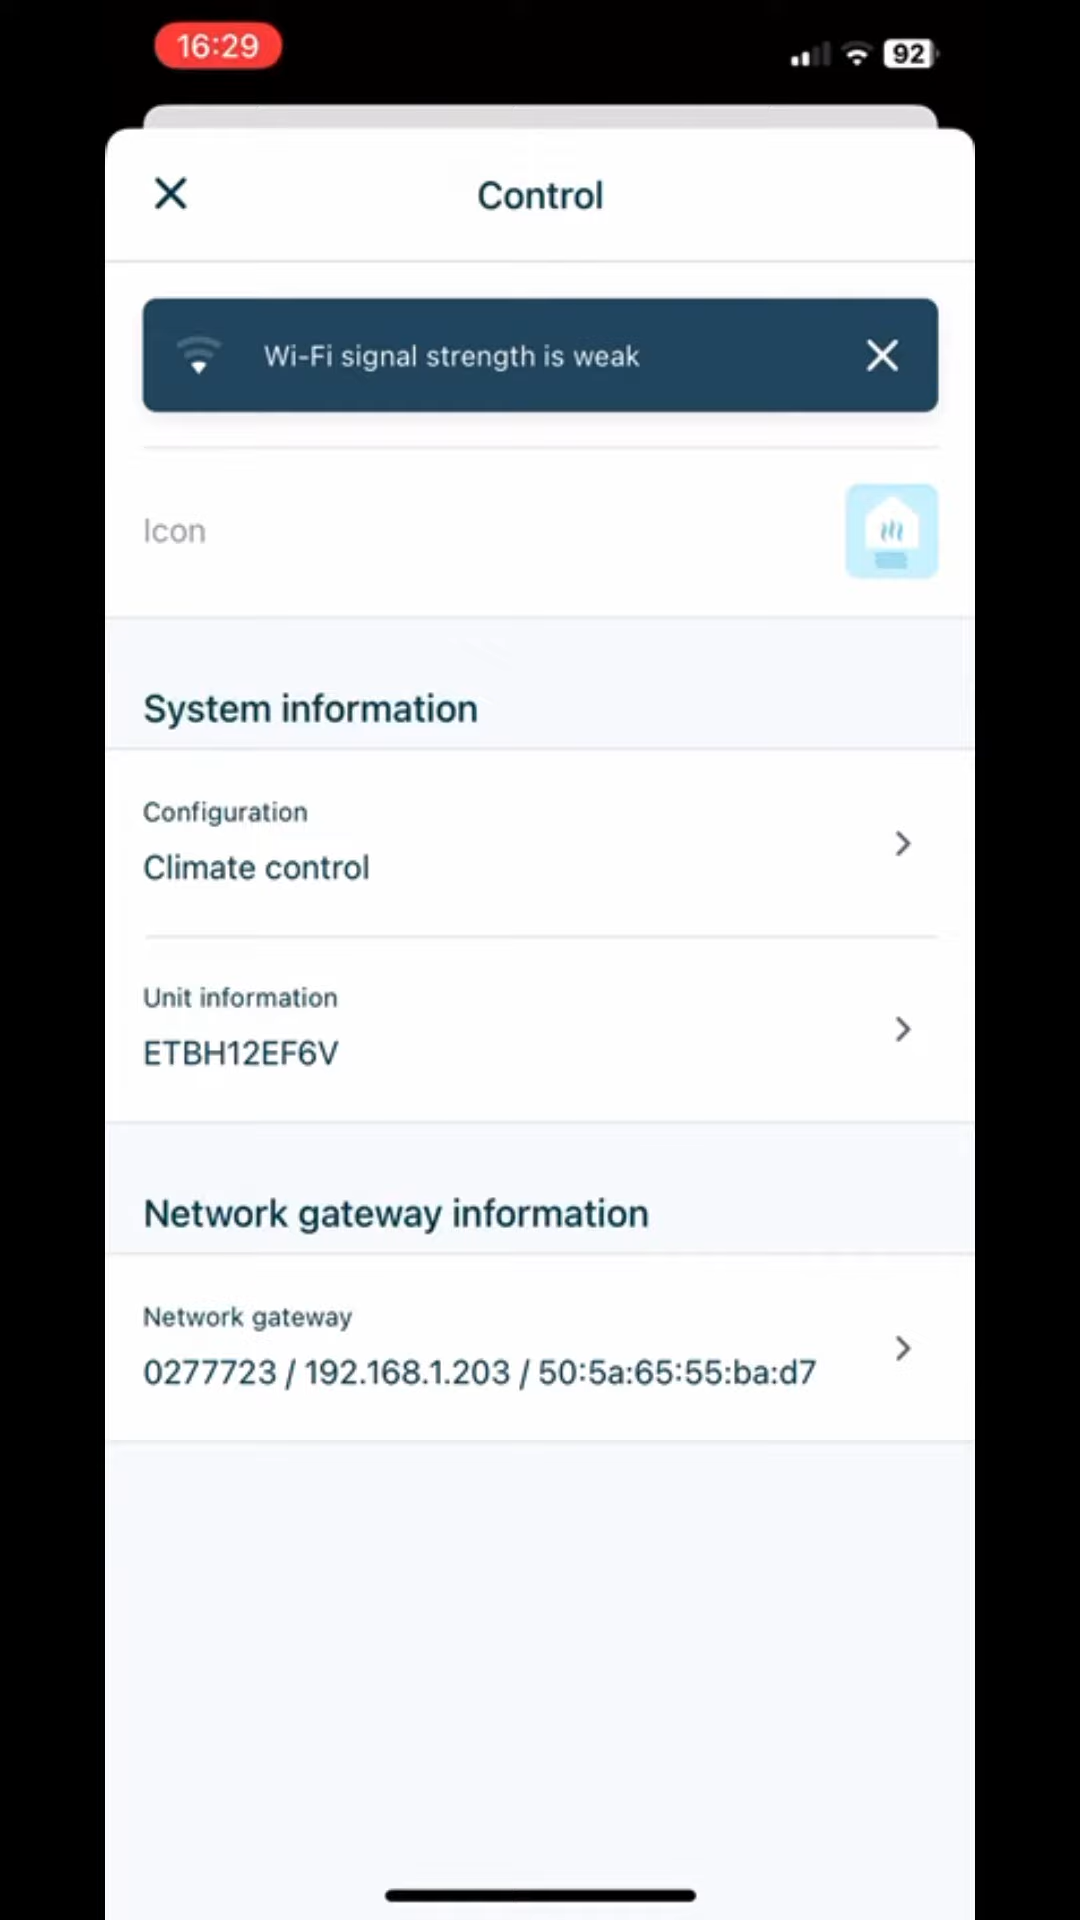 16:29
92
Control
Wi-Fi signal strength is weak
Icon
System information
Configuration
Climate control
Unit information
ETBH12EF6V
Network gateway information
Network gateway
0277723 / 192.168.1.203 / 50:5a:65:55:ba:d7